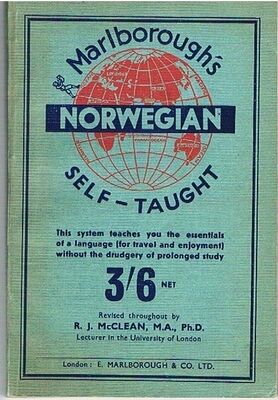 Marlborough's
NORWEGIAN
SELF-TAUGHT
This system teaches you the essentials
of a language (for travel and enjoyment)
without the drudgery of prolonged study
3/6 NET
Revised throughout by
R. J. McCLEAN, M.A., Ph.D.
Lecturer in the University of London
London: E. MARLBOROUGH & CO. LTD.